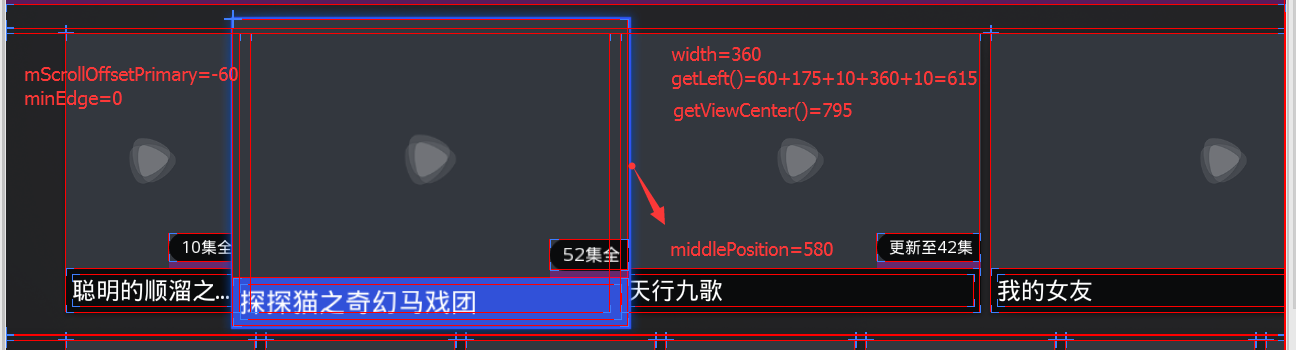 mScrollOffsetPrimary=-60
minEdge=0
width=360
getLeft()=60+175+10+360+10=615
getViewCenter()=795
middlePosition=580
10集全
52集全
更新至42集
聪明的顺溜之...
探探猫之奇幻马戏团
天行九歌
我的女友